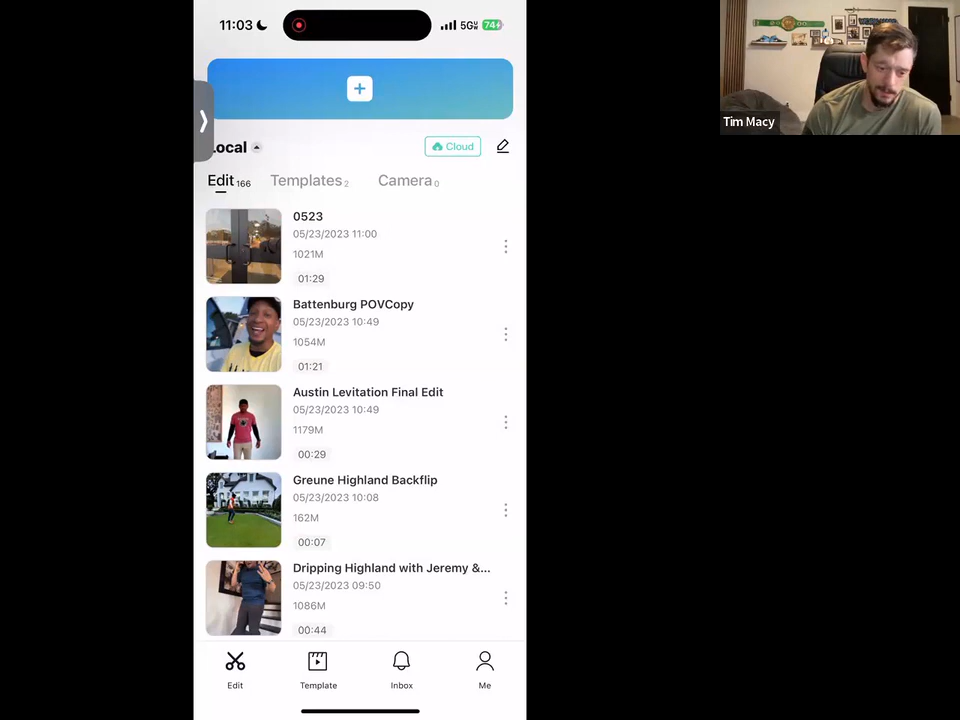 11:03
5GW
74
Local
Cloud
Edit 166
Templates 2
Camera 0
0523
05/23/2023 11:00
1021M
01:29
Battenburg POVCopy
05/23/2023 10:49
1054M
01:21
Austin Levitation Final Edit
05/23/2023 10:49
1179M
00:29
Greune Highland Backflip
05/23/2023 10:08
162M
00:07
Dripping Highland with Jeremy &...
05/23/2023 09:50
1086M
00:44
Edit
Template
Inbox
Me
Tim Macy